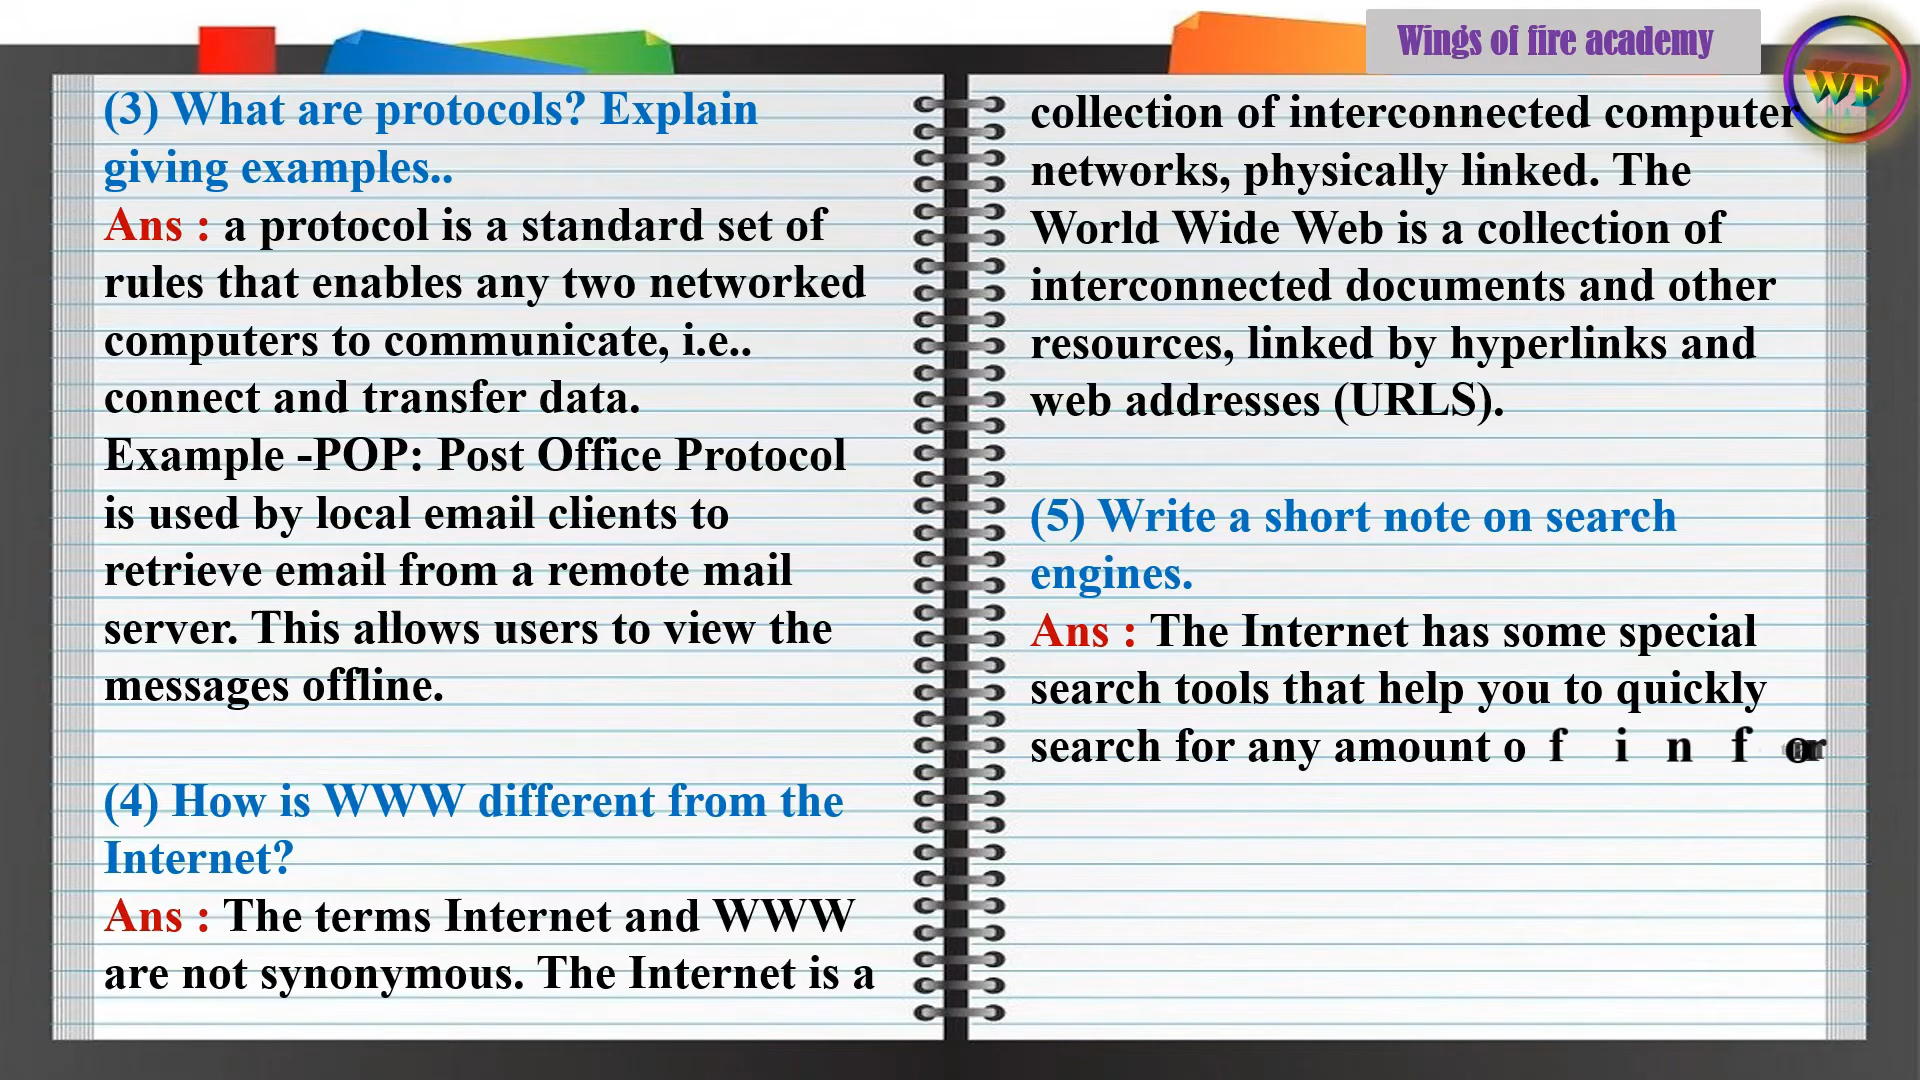 Wings of fire academy
WE
(3) What are protocols? Explain
giving examples..
Ans : a protocol is a standard set of
rules that enables any two networked
computers to communicate, i.e..
connect and transfer data.
Example -POP: Post Office Protocol
is used by local email clients to
retrieve email from a remote mail
server. This allows users to view the
messages offline.
(4) How is WWW different from the
Internet?
Ans : The terms Internet and WWW
are not synonymous. The Internet is a
collection of interconnected computer
networks, physically linked. The
World Wide Web is a collection of
interconnected documents and other
resources, linked by hyperlinks and
web addresses (URLS).
(5) Write a short note on search
engines.
Ans : The Internet has some special
search tools that help you to quickly
search for any amount o f i n f